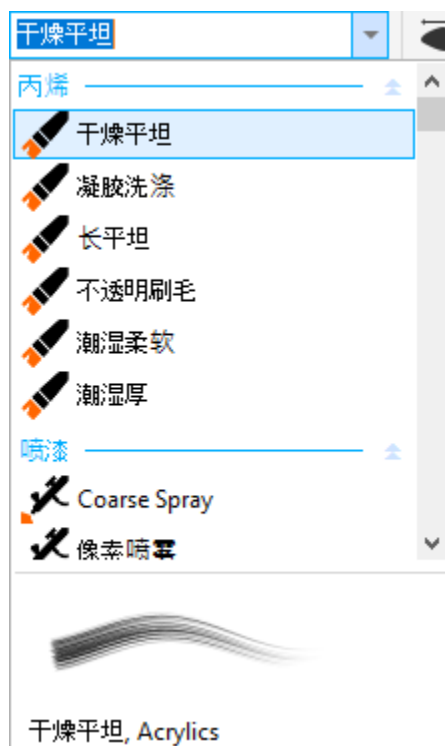 干燥平坦
丙烯
干燥平坦
凝胶洗涤
长平坦
不透明刷毛
潮湿柔软
潮湿厚
喷漆
Coarse Spray
像素喷雾
干燥平坦, Acrylics